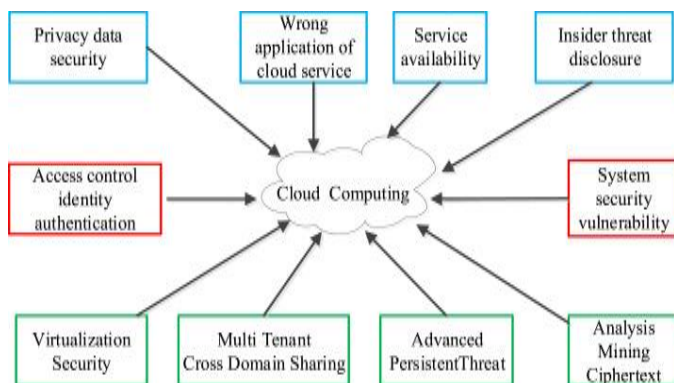 Privacy data
security
Wrong
application of
cloud service
Service
availability
Insider threat
disclosure
Access control
identity
authentication
Cloud Computing
System
security
vulnerability
Virtualization
Security
Multi Tenant
Cross Domain Sharing
Advanced
PersistentThreat
Analysis
Mining
Ciphertext